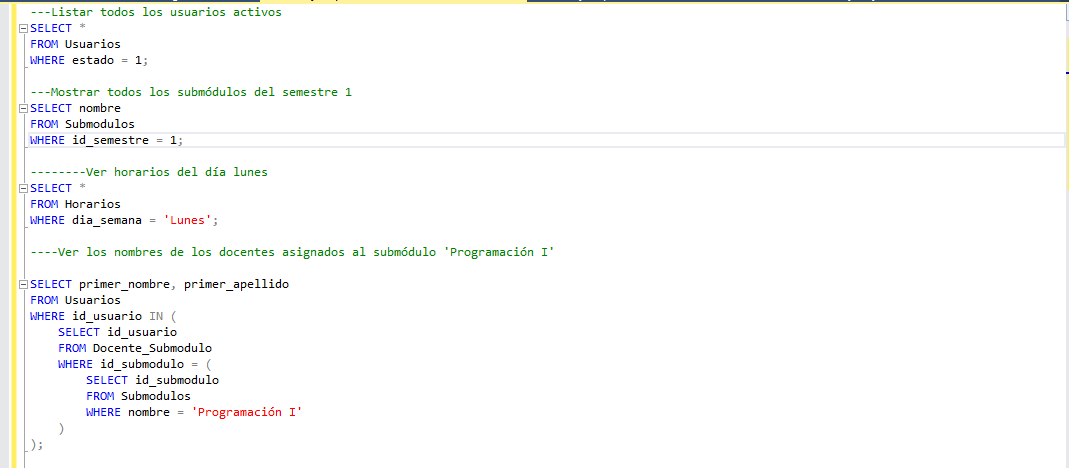 ---Listar todos los usuarios activos
SELECT *
FROM Usuarios
WHERE estado = 1;
---Mostrar todos los submódulos del semestre 1
SELECT nombre
FROM Submodulos
WHERE id_semestre = 1;
--------Ver horarios del día lunes
SELECT *
FROM Horarios
WHERE dia_semana = 'Lunes';
----Ver los nombres de los docentes asignados al submódulo 'Programación I'
SELECT primer_nombre, primer_apellido
FROM Usuarios
WHERE id_usuario IN (
    SELECT id_usuario
    FROM Docente_Submodulo
    WHERE id_submodulo = (
        SELECT id_submodulo
        FROM Submodulos
        WHERE nombre = 'Programación I'
    )
);